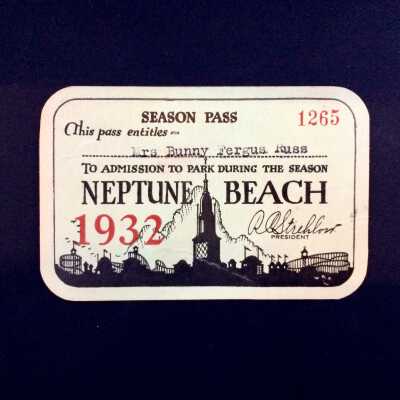 SEASON PASS 1265
This pass entitles
Mrs Bunny Fergus Russ
TO ADMISSION TO PARK DURING THE SEASON
NEPTUNE BEACH
1932
R.C. Strehlow
PRESIDENT